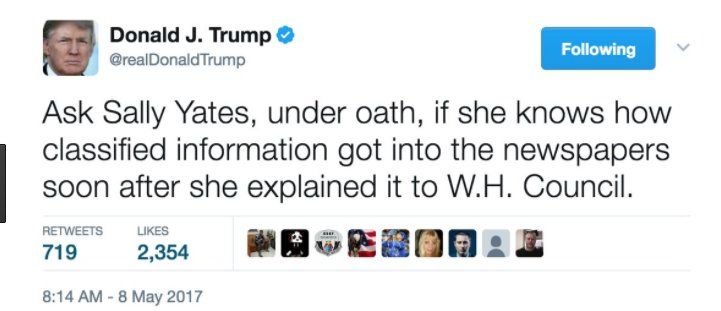 Donald J. Trump
@realDonaldTrump
Following
Ask Sally Yates, under oath, if she knows how
classified information got into the newspapers
soon after she explained it to W.H. Council.
RETWEETS LIKES
719 2,354
8:14 AM - 8 May 2017